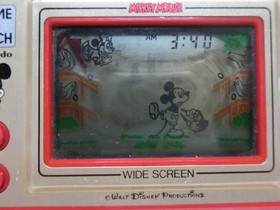 MICKEY MOUSE
AM 3:40
WIDE SCREEN
© WALT DISNEY PRODUCTIONS